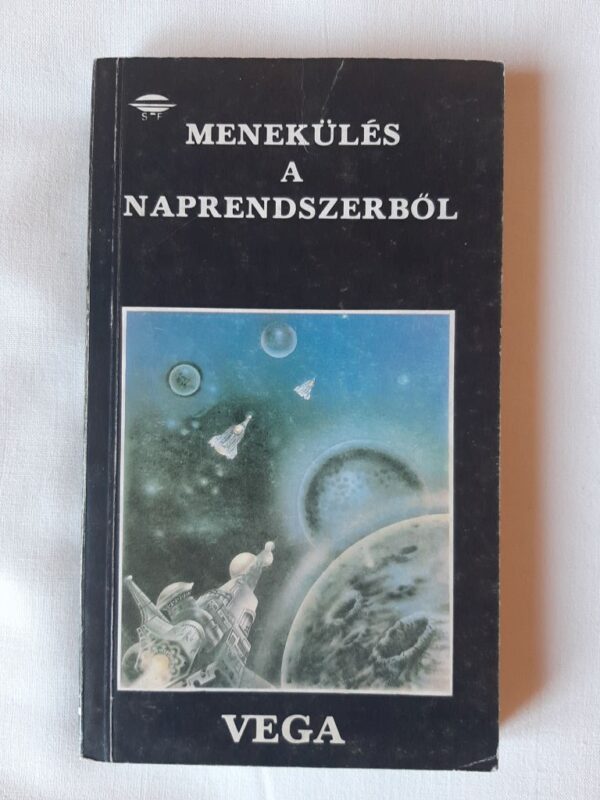 SF
MENEKÜLÉS
A
NAPRENDSZERBŐL
VEGA